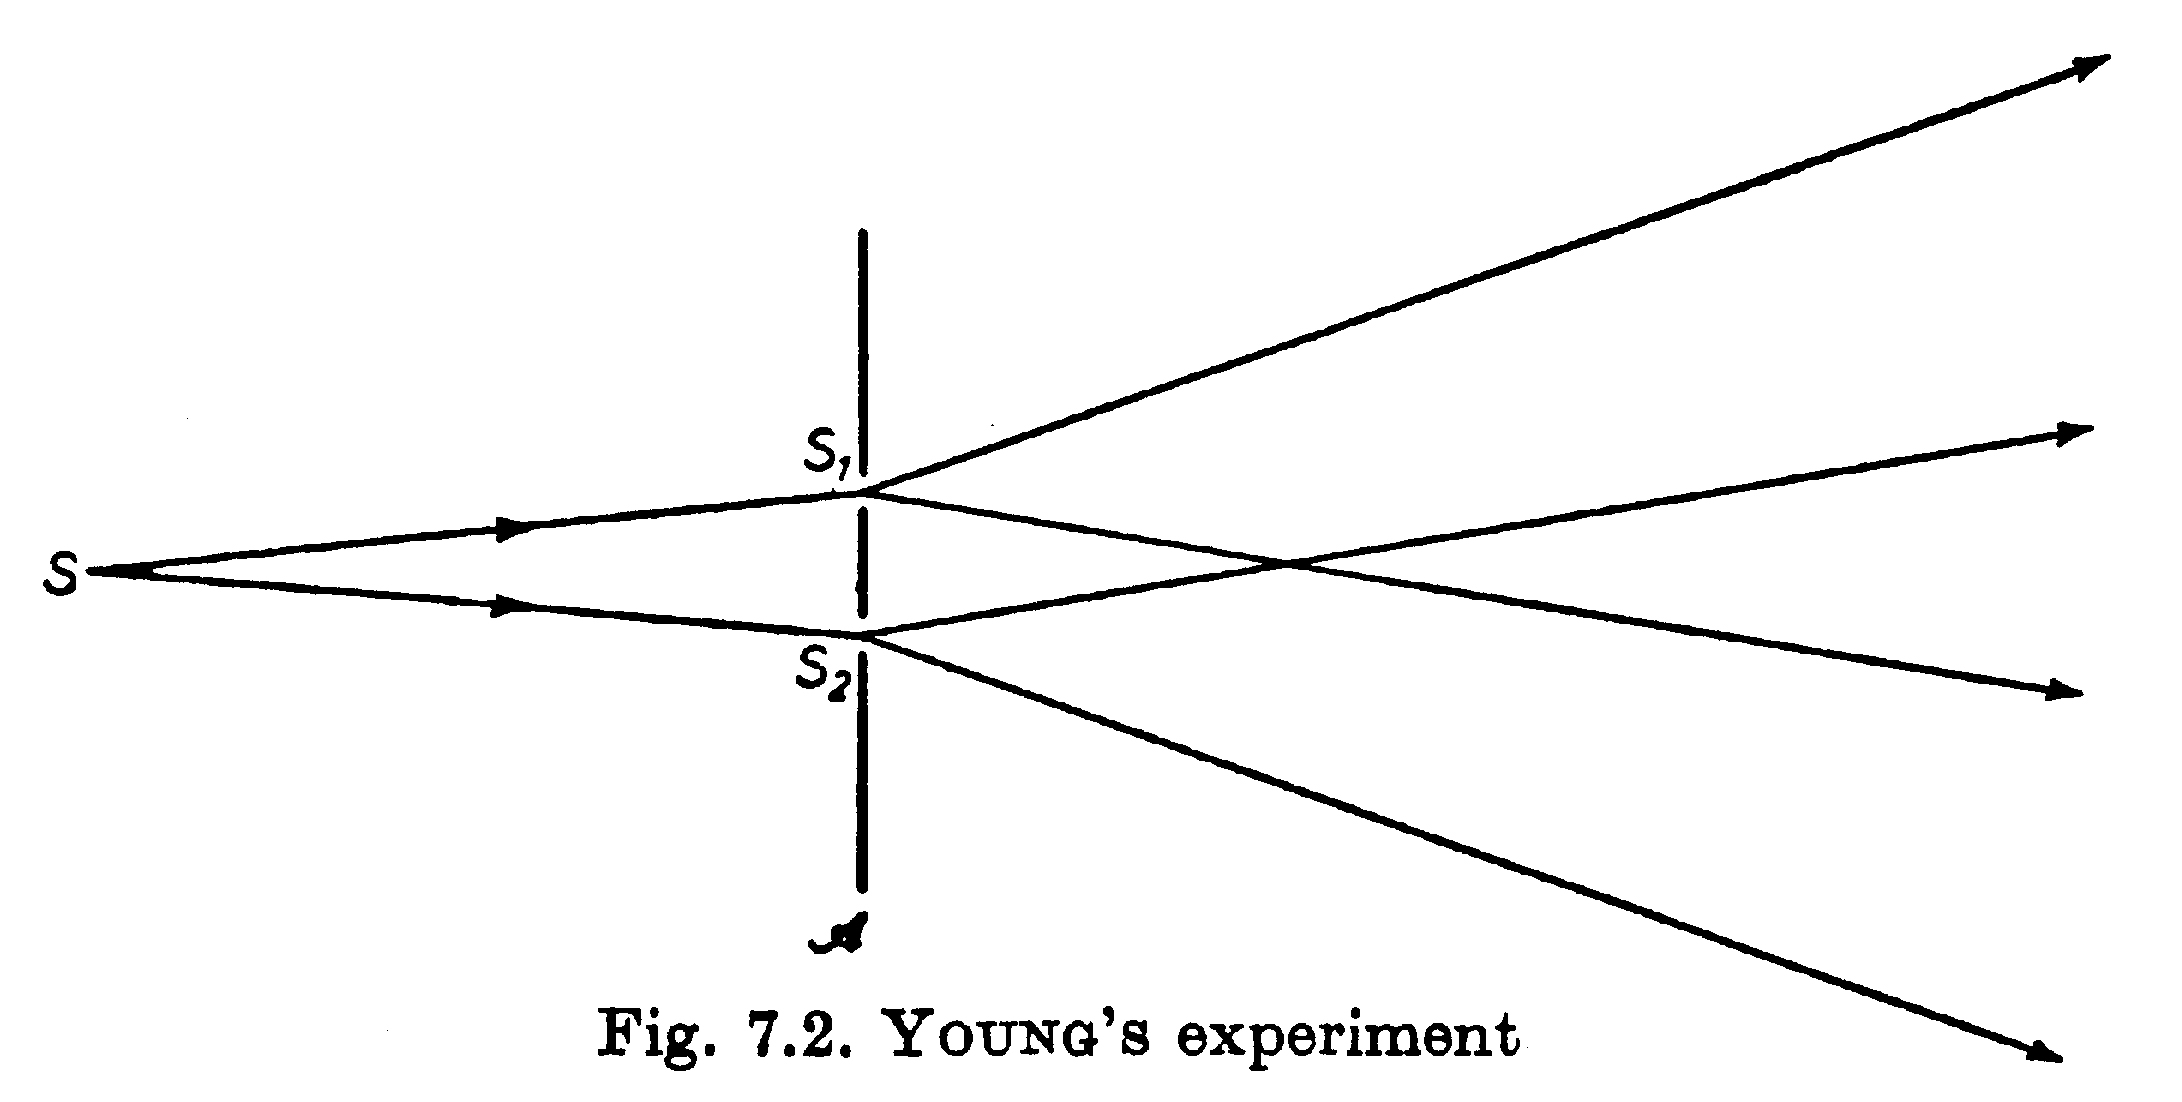 S₁
S
S₂
𝒜
Fig. 7.2. YOUNG's experiment